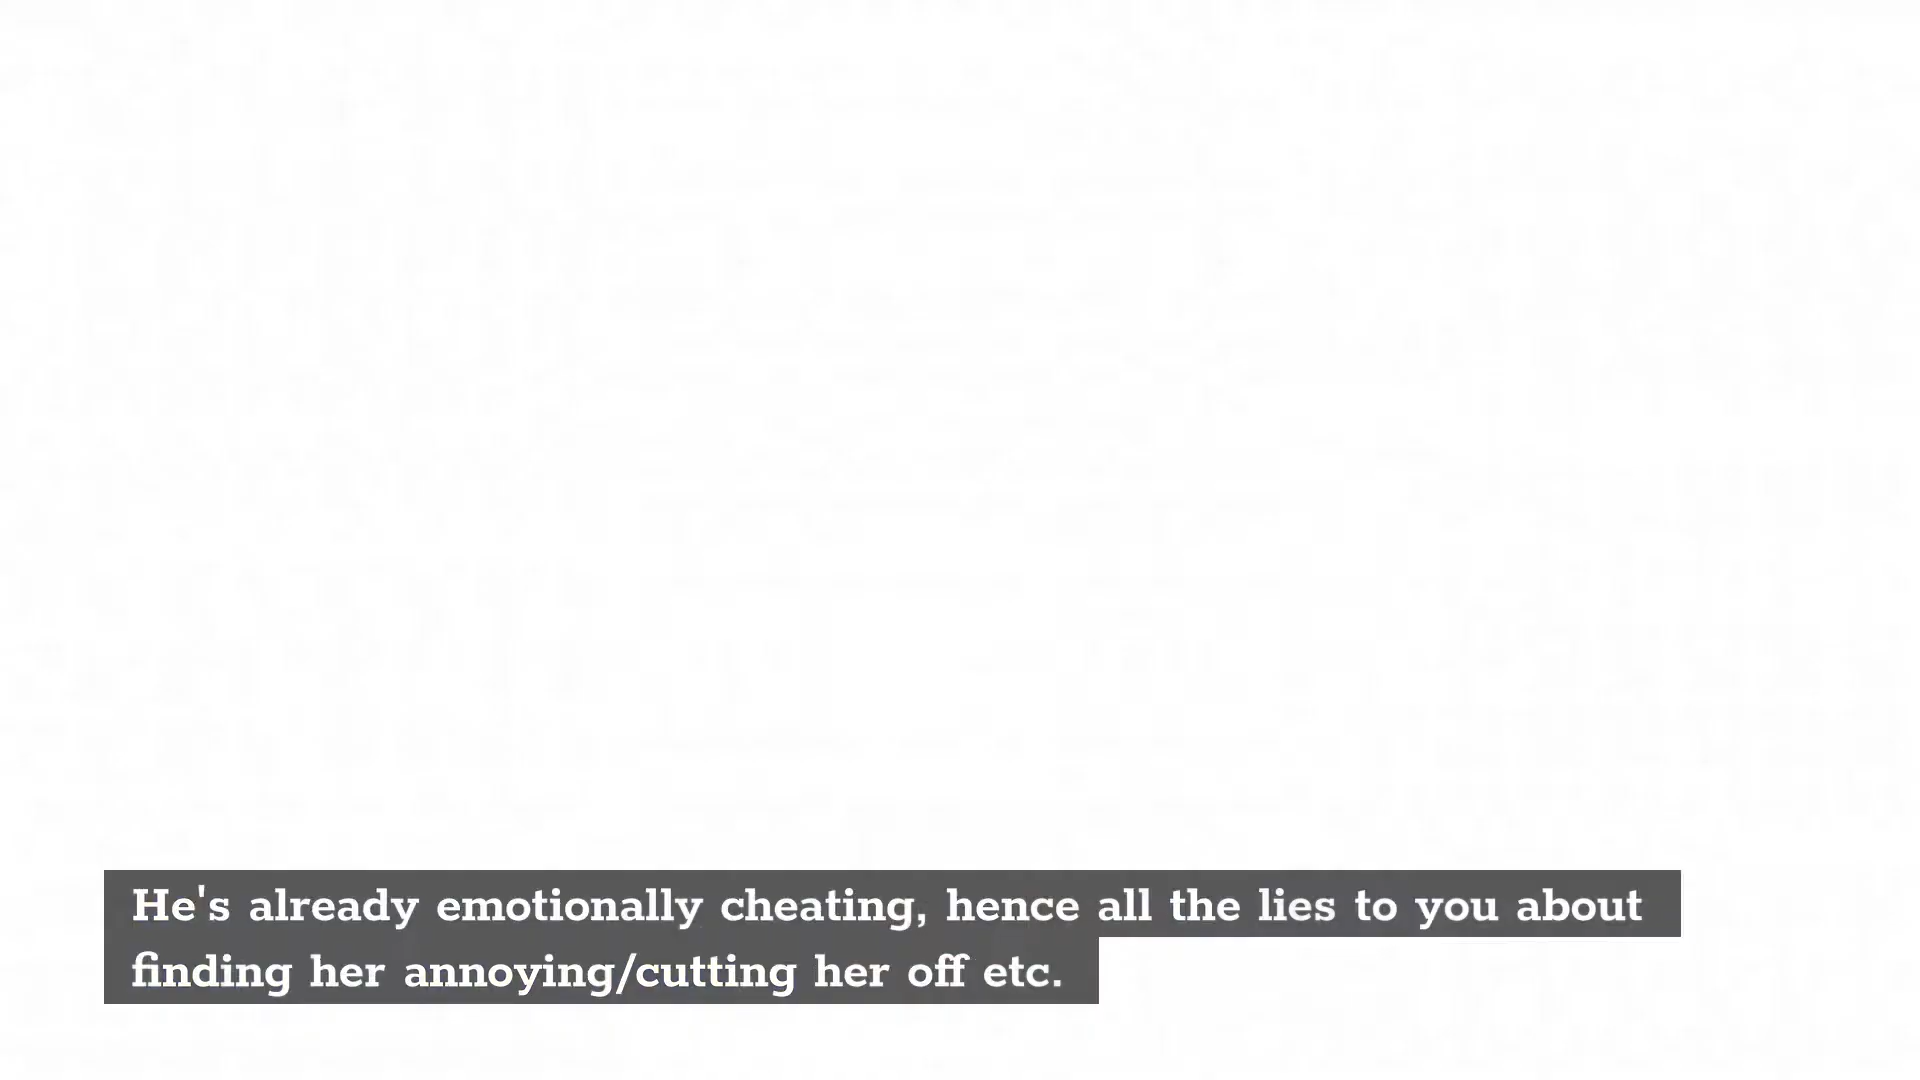 He's already emotionally cheating, hence all the lies to you about
finding her annoying/cutting her off etc.